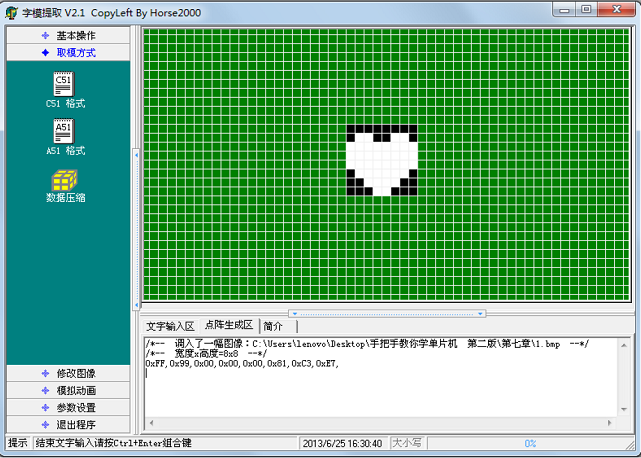 字模提取 V2.1  CopyLeft By Horse2000
基本操作
取模方式
C51
C51 格式
A51
A51 格式
数据压缩
修改图像
模拟动画
参数设置
退出程序
文字输入区 点阵生成区 简介
/*--  调入了一幅图像：C:\Users\lenovo\Desktop\手把手教你学单片机  第二版\第七章\1.bmp  --*/
/*--  宽度x高度=8x8  --*/
0xFF,0x99,0x00,0x00,0x00,0x81,0xC3,0xE7,
提示 结束文字输入请按Ctrl+Enter组合键 2013/6/25 16:30:40 大小写 0%